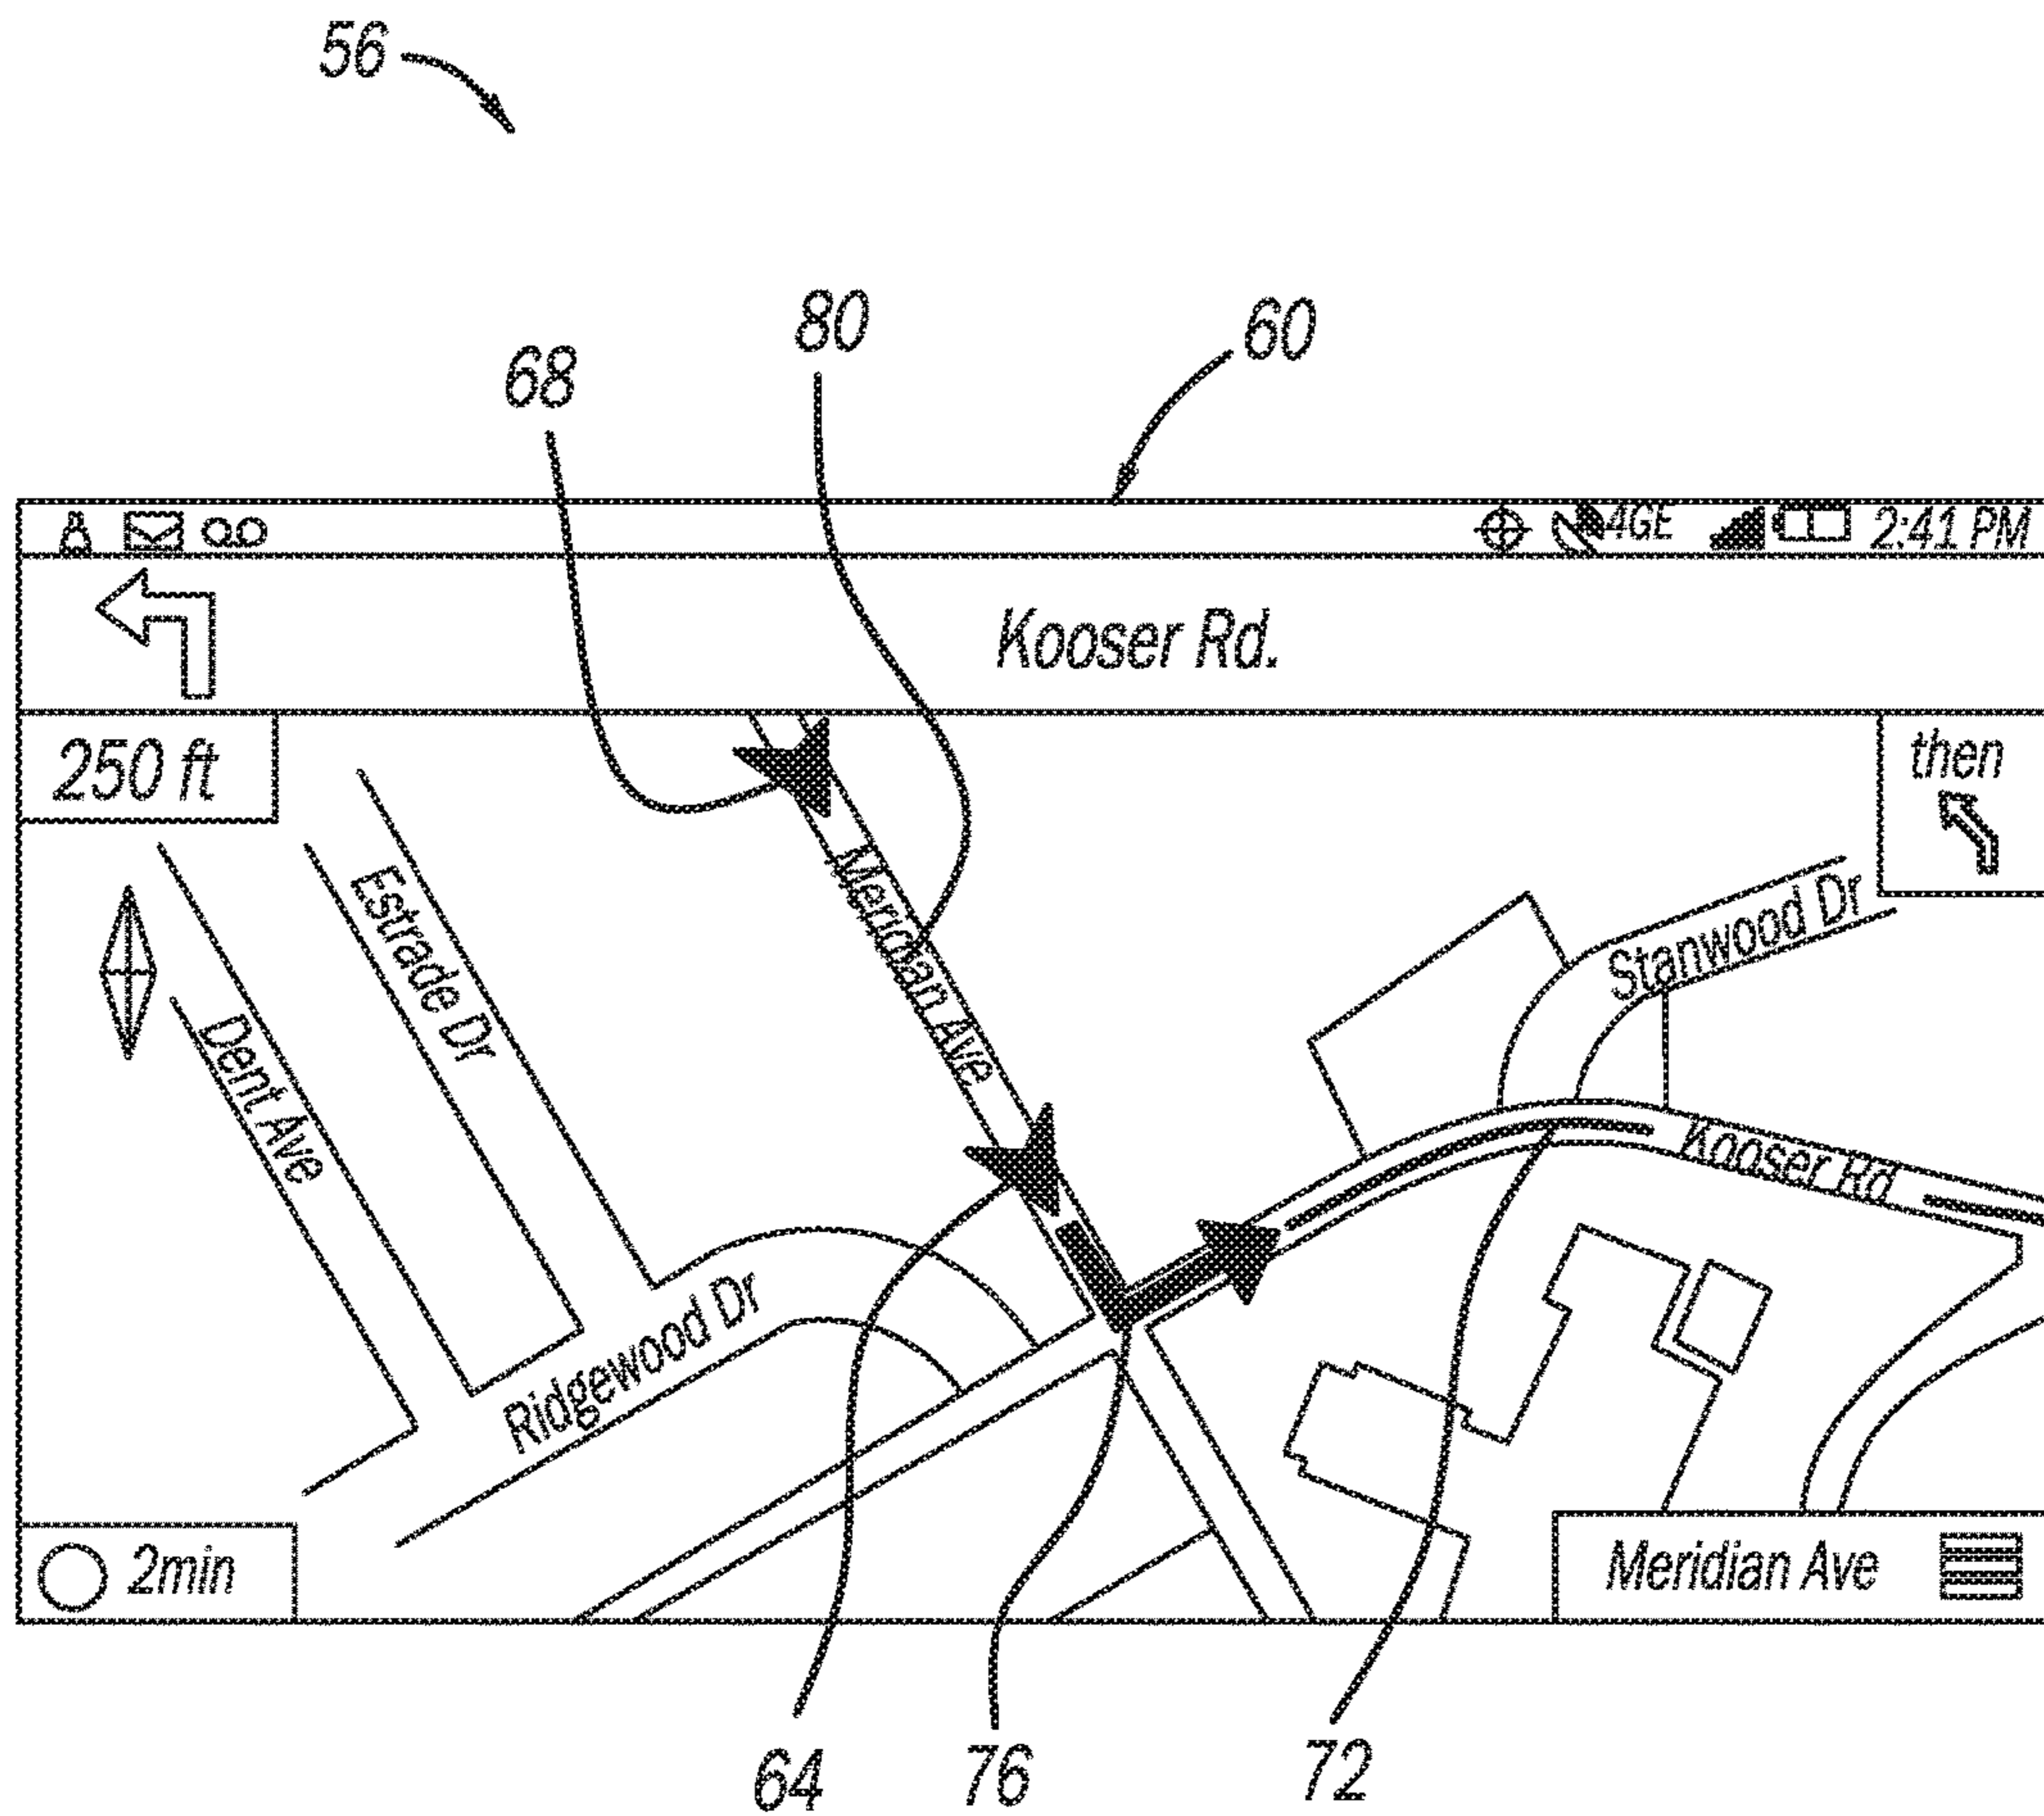 56
80
60
68
4GE
2:41 PM
Kooser Rd.
250 ft
then
Meridian Ave
Estrade Dr
Stanwood Dr
Dent Ave
Kooser Rd
Ridgewood Dr
2min
Meridian Ave
64
76
72